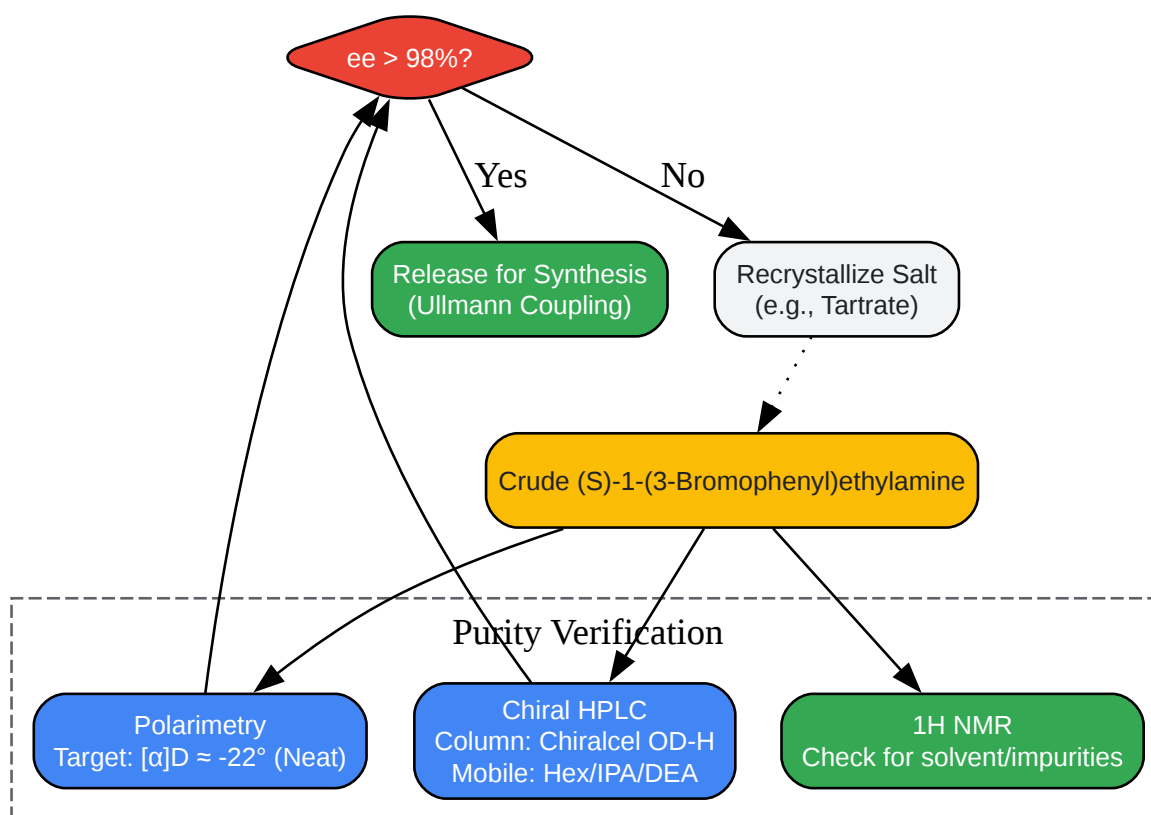 ee > 98%?
Yes
No
Release for Synthesis
(Ullmann Coupling)
Recrystallize Salt
(e.g., Tartrate)
Crude (S)-1-(3-Bromophenyl)ethylamine
Purity Verification
Polarimetry
Target: [α]D ≈ -22° (Neat)
Chiral HPLC
Column: Chiralcel OD-H
Mobile: Hex/IPA/DEA
1H NMR
Check for solvent/impurities